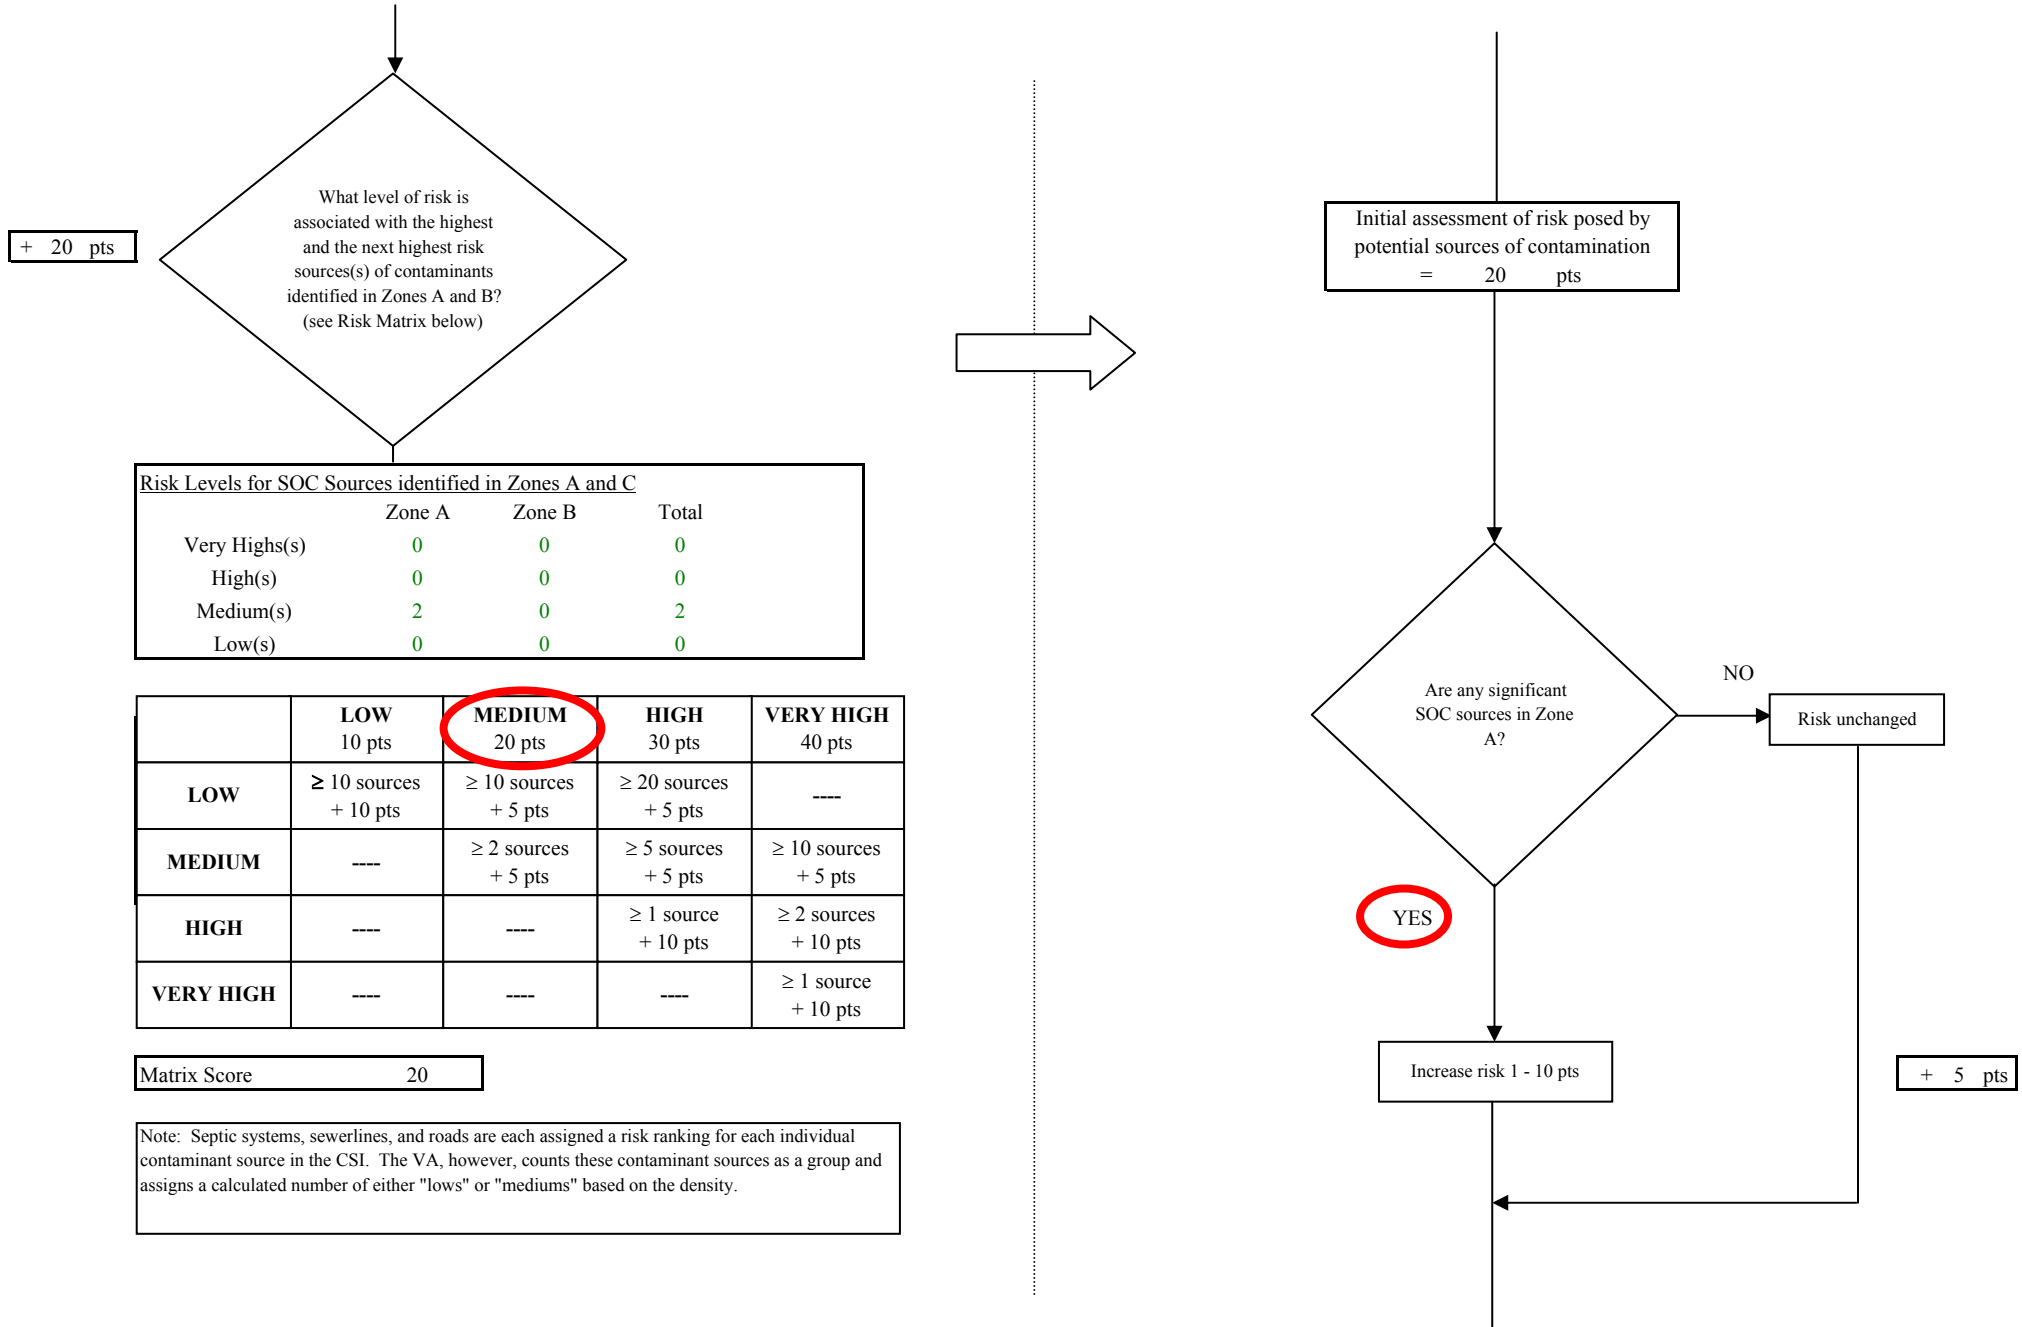 What level of risk is
associated with the highest
and the next highest risk
sources(s) of contaminants
identified in Zones A and B?
(see Risk Matrix below)
+ 20 pts
Risk Levels for SOC Sources identified in Zones A and C
Zone A Zone B Total
Very Highs(s) 0 0 0
High(s) 0 0 0
Medium(s) 2 0 2
Low(s) 0 0 0
LOW MEDIUM HIGH VERY HIGH
10 pts 20 pts 30 pts 40 pts
LOW ≥ 10 sources ≥ 10 sources ≥ 20 sources ----
+ 10 pts + 5 pts + 5 pts
MEDIUM ---- ≥ 2 sources ≥ 5 sources ≥ 10 sources
+ 5 pts + 5 pts + 5 pts
HIGH ---- ---- ≥ 1 source ≥ 2 sources
+ 10 pts + 10 pts
VERY HIGH ---- ---- ---- ≥ 1 source
+ 10 pts
Matrix Score 20
Note: Septic systems, sewerlines, and roads are each assigned a risk ranking for each individual
contaminant source in the CSI. The VA, however, counts these contaminant sources as a group and
assigns a calculated number of either "lows" or "mediums" based on the density.
Initial assessment of risk posed by
potential sources of contamination
= 20 pts
Are any significant
SOC sources in Zone
A?
NO
Risk unchanged
YES
Increase risk 1 - 10 pts
+ 5 pts